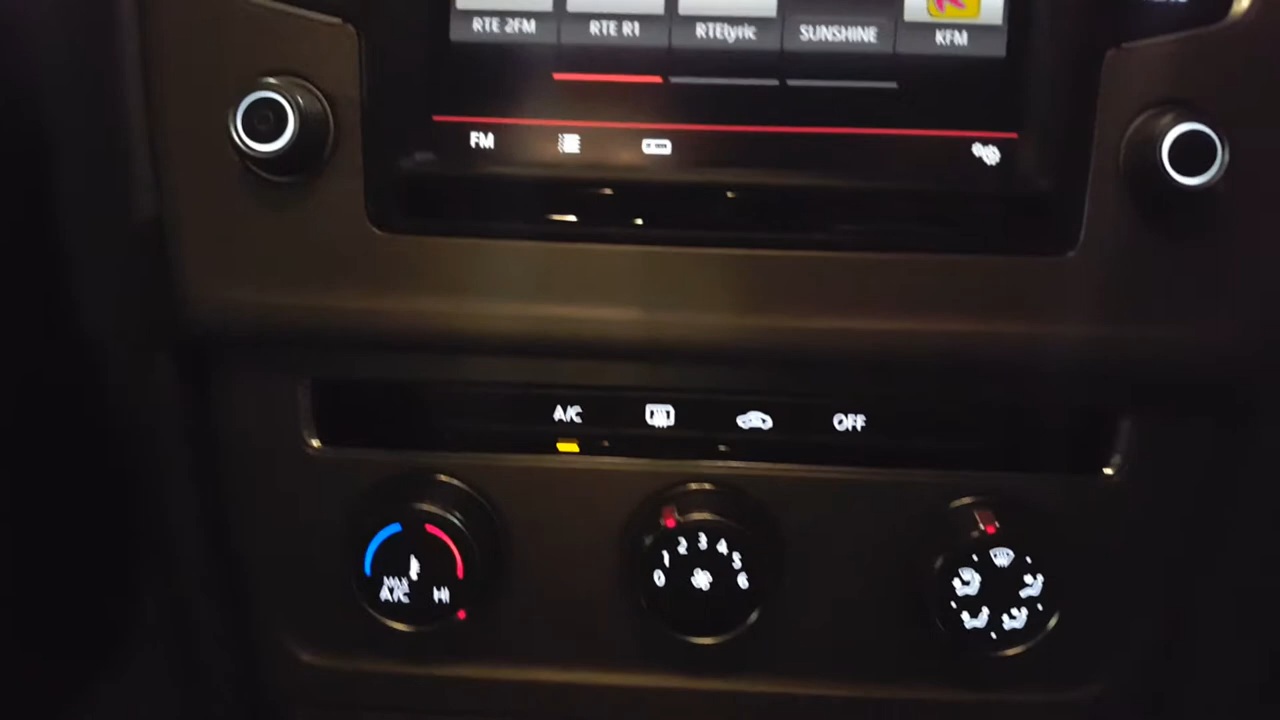 RTE 2FM RTE R1 RTElyric SUNSHINE KFM
FM
A/C OFF
MAX
A/C HI
0 1 2 3 4 5 6